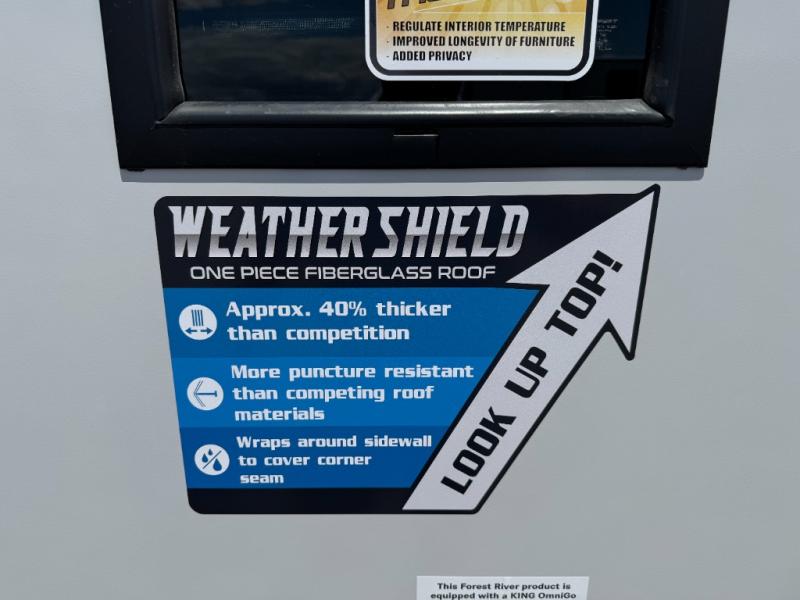 · REGULATE INTERIOR TEMPERATURE
· IMPROVED LONGEVITY OF FURNITURE
· ADDED PRIVACY
WEATHER SHIELD
ONE PIECE FIBERGLASS ROOF
Approx. 40% thicker
than competition
More puncture resistant
than competing roof
materials
Wraps around sidewall
to cover corner
seam
LOOK UP TOP!
This Forest River product is
equipped with a KING OmniGo